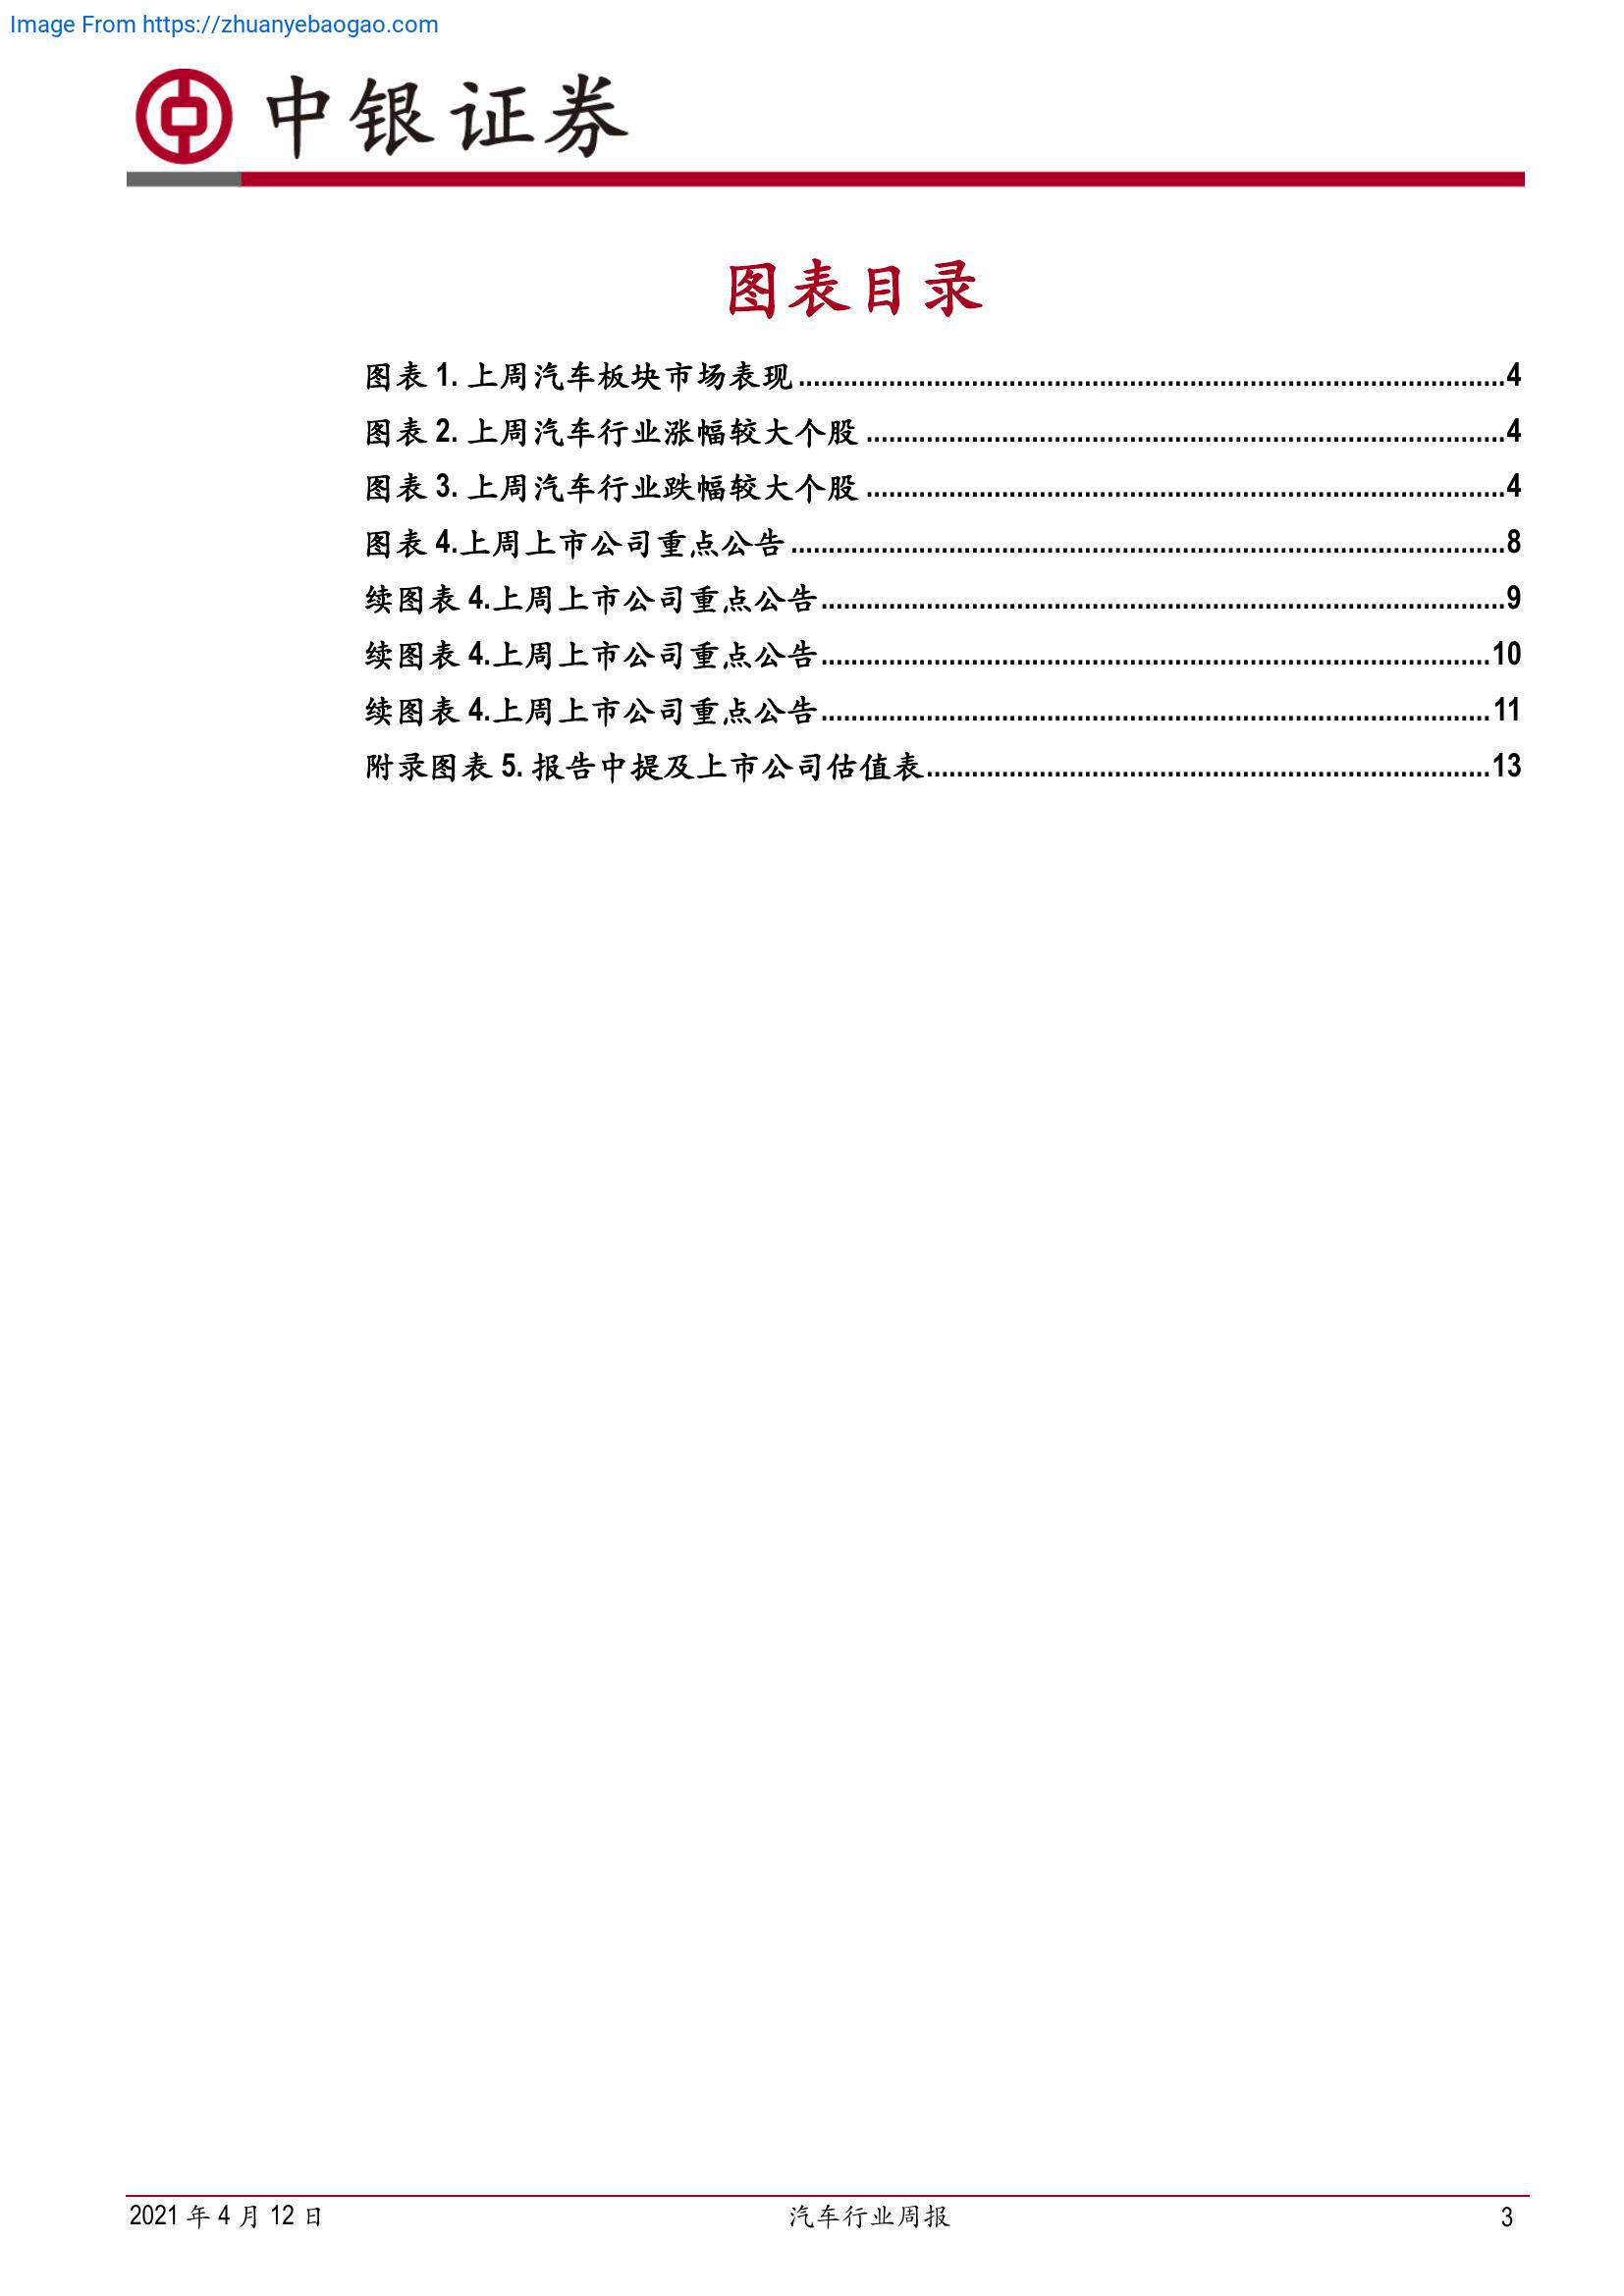 Image From https://zhuanyebaogao.com
中银证券
图表目录
图表 1. 上周汽车板块市场表现........................................................4
图表 2. 上周汽车行业涨幅较大个股........................................................4
图表 3. 上周汽车行业跌幅较大个股........................................................4
图表 4.上周上市公司重点公告........................................................8
续图表 4.上周上市公司重点公告........................................................9
续图表 4.上周上市公司重点公告........................................................10
续图表 4.上周上市公司重点公告........................................................11
附录图表 5. 报告中提及上市公司估值表........................................................13
2021 年 4 月 12 日 汽车行业周报 3